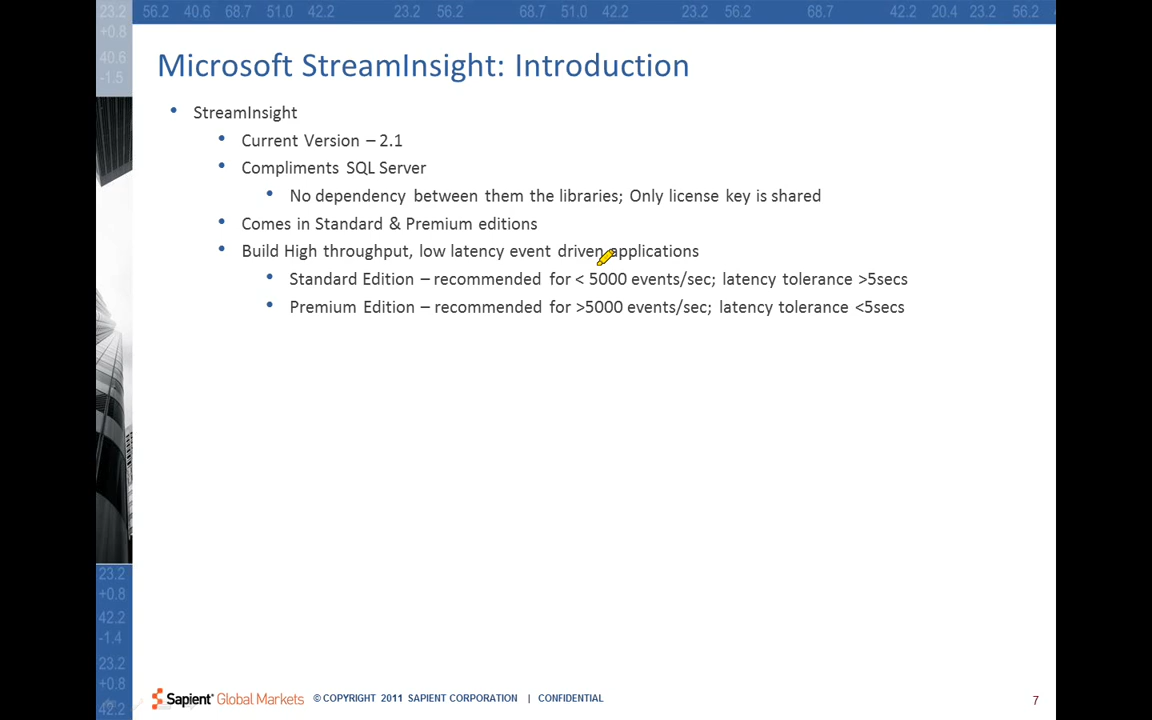 23.2 56.2 40.6 68.7 51.0 42.2 23.2 56.2 68.7 51.0 42.2 23.2 56.2 68.7 42.2 20.4 23.2 56.2
+0.8
40.6
-1.5
Microsoft StreamInsight: Introduction
• StreamInsight
• Current Version – 2.1
• Compliments SQL Server
• No dependency between them the libraries; Only license key is shared
• Comes in Standard & Premium editions
• Build High throughput, low latency event driven applications
• Standard Edition – recommended for < 5000 events/sec; latency tolerance >5secs
• Premium Edition – recommended for >5000 events/sec; latency tolerance <5secs
23.2
+0.8
42.2
-1.4
23.2
+0.8
42.2
Sapient Global Markets © COPYRIGHT 2011 SAPIENT CORPORATION | CONFIDENTIAL
7